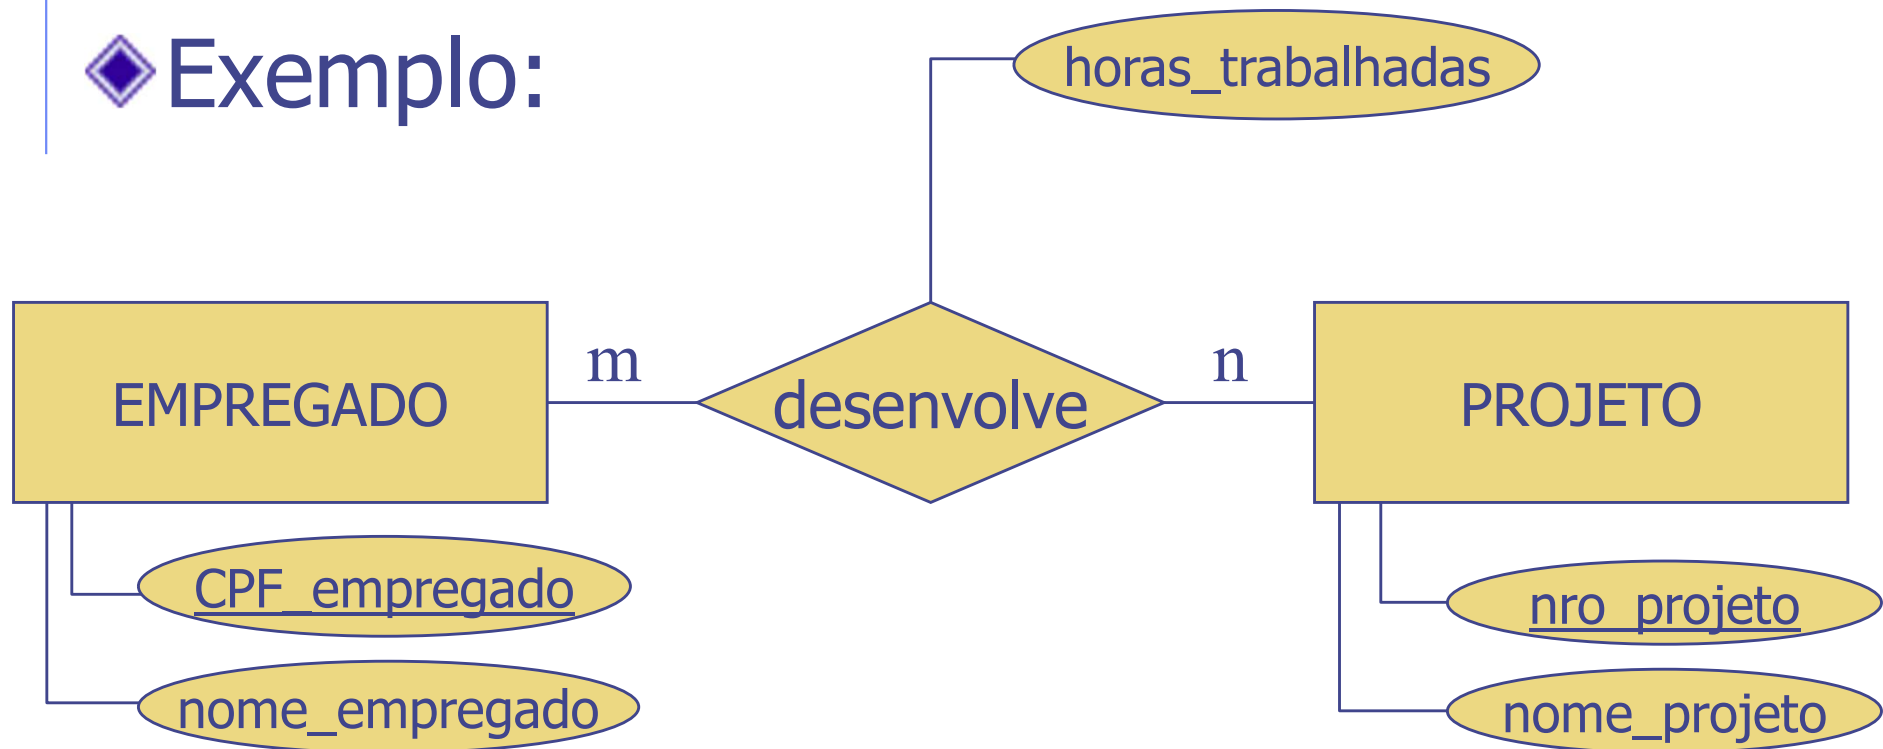 Exemplo:
horas_trabalhadas
EMPREGADO
m
desenvolve
n
PROJETO
CPF_empregado
nome_empregado
nro_projeto
nome_projeto